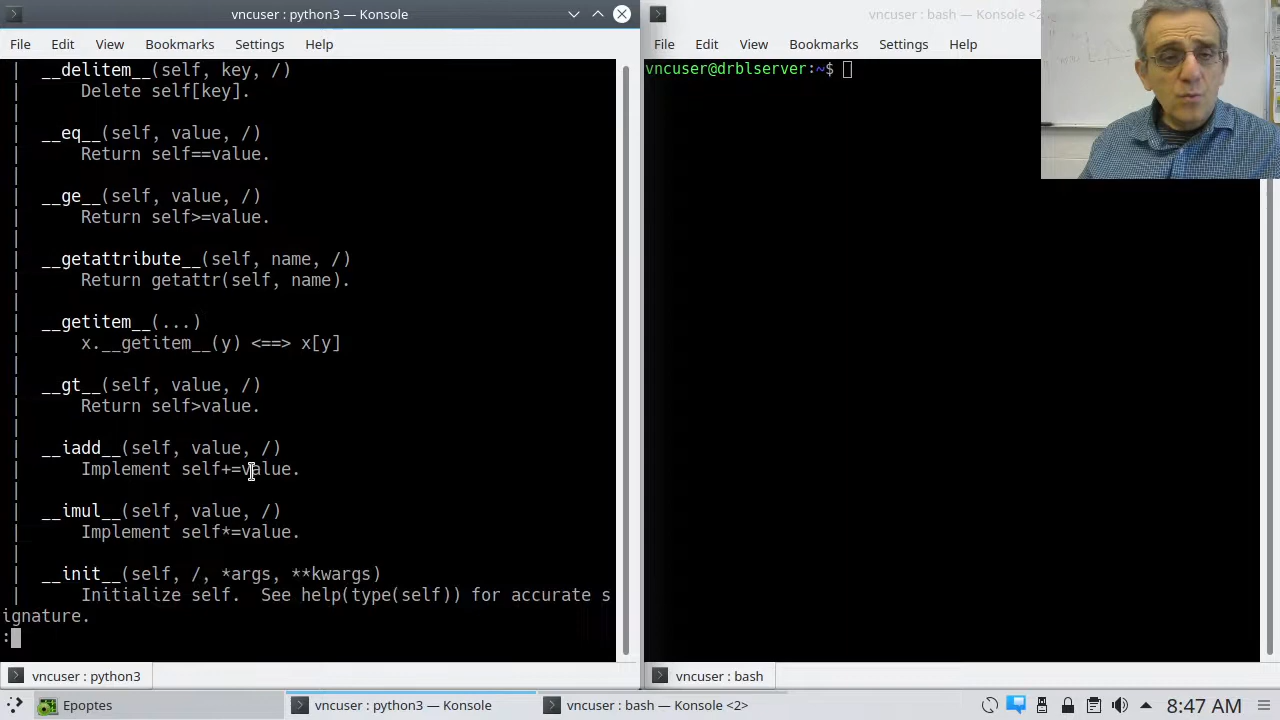 vncuser : python3 — Konsole
File Edit View Bookmarks Settings Help
| __delitem__(self, key, /)
| Delete self[key].
|
| __eq__(self, value, /)
| Return self==value.
|
| __ge__(self, value, /)
| Return self>=value.
|
| __getattribute__(self, name, /)
| Return getattr(self, name).
|
| __getitem__(...)
| x.__getitem__(y) <==> x[y]
|
| __gt__(self, value, /)
| Return self>value.
|
| __iadd__(self, value, /)
| Implement self+=value.
|
| __imul__(self, value, /)
| Implement self*=value.
|
| __init__(self, /, *args, **kwargs)
| Initialize self.  See help(type(self)) for accurate s
ignature.
:
vncuser : python3
vncuser : bash — Konsole <2
File Edit View Bookmarks Settings Help
vncuser@drblserver:~$
vncuser : bash
Epoptes
vncuser : python3 — Konsole
vncuser : bash — Konsole <2>
8:47 AM